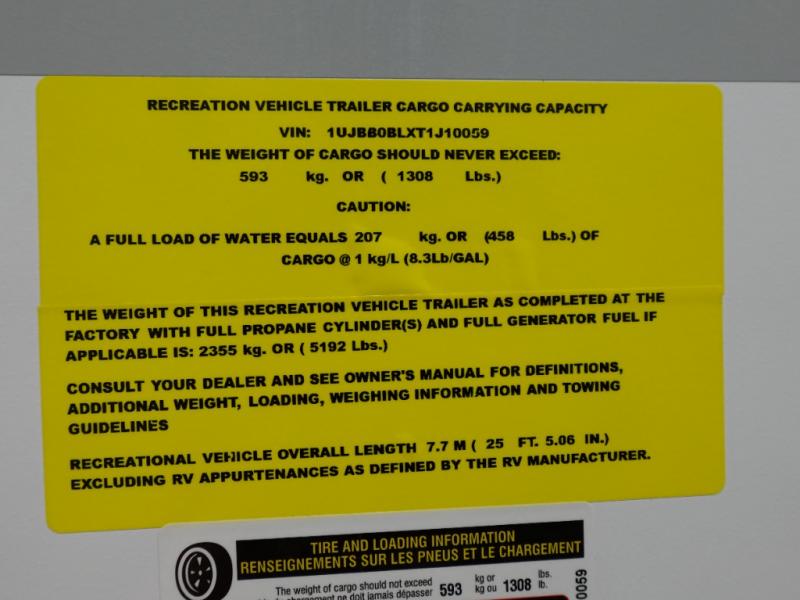 RECREATION VEHICLE TRAILER CARGO CARRYING CAPACITY
VIN: 1UJBB0BLXT1J10059
THE WEIGHT OF CARGO SHOULD NEVER EXCEED:
593 kg. OR ( 1308 Lbs.)
CAUTION:
A FULL LOAD OF WATER EQUALS 207 kg. OR (458 Lbs.) OF
CARGO @ 1 kg/L (8.3Lb/GAL)
THE WEIGHT OF THIS RECREATION VEHICLE TRAILER AS COMPLETED AT THE
FACTORY WITH FULL PROPANE CYLINDER(S) AND FULL GENERATOR FUEL IF
APPLICABLE IS: 2355 kg. OR ( 5192 Lbs.)
CONSULT YOUR DEALER AND SEE OWNER'S MANUAL FOR DEFINITIONS,
ADDITIONAL WEIGHT, LOADING, WEIGHING INFORMATION AND TOWING
GUIDELINES
RECREATIONAL VEHICLE OVERALL LENGTH 7.7 M ( 25 FT. 5.06 IN.)
EXCLUDING RV APPURTENANCES AS DEFINED BY THE RV MANUFACTURER.
TIRE AND LOADING INFORMATION
RENSEIGNEMENTS SUR LES PNEUS ET LE CHARGEMENT
The weight of cargo should not exceed 593 kg or 1308 lbs.
chargement ne doit jamais dépasser kg ou lb.
0059